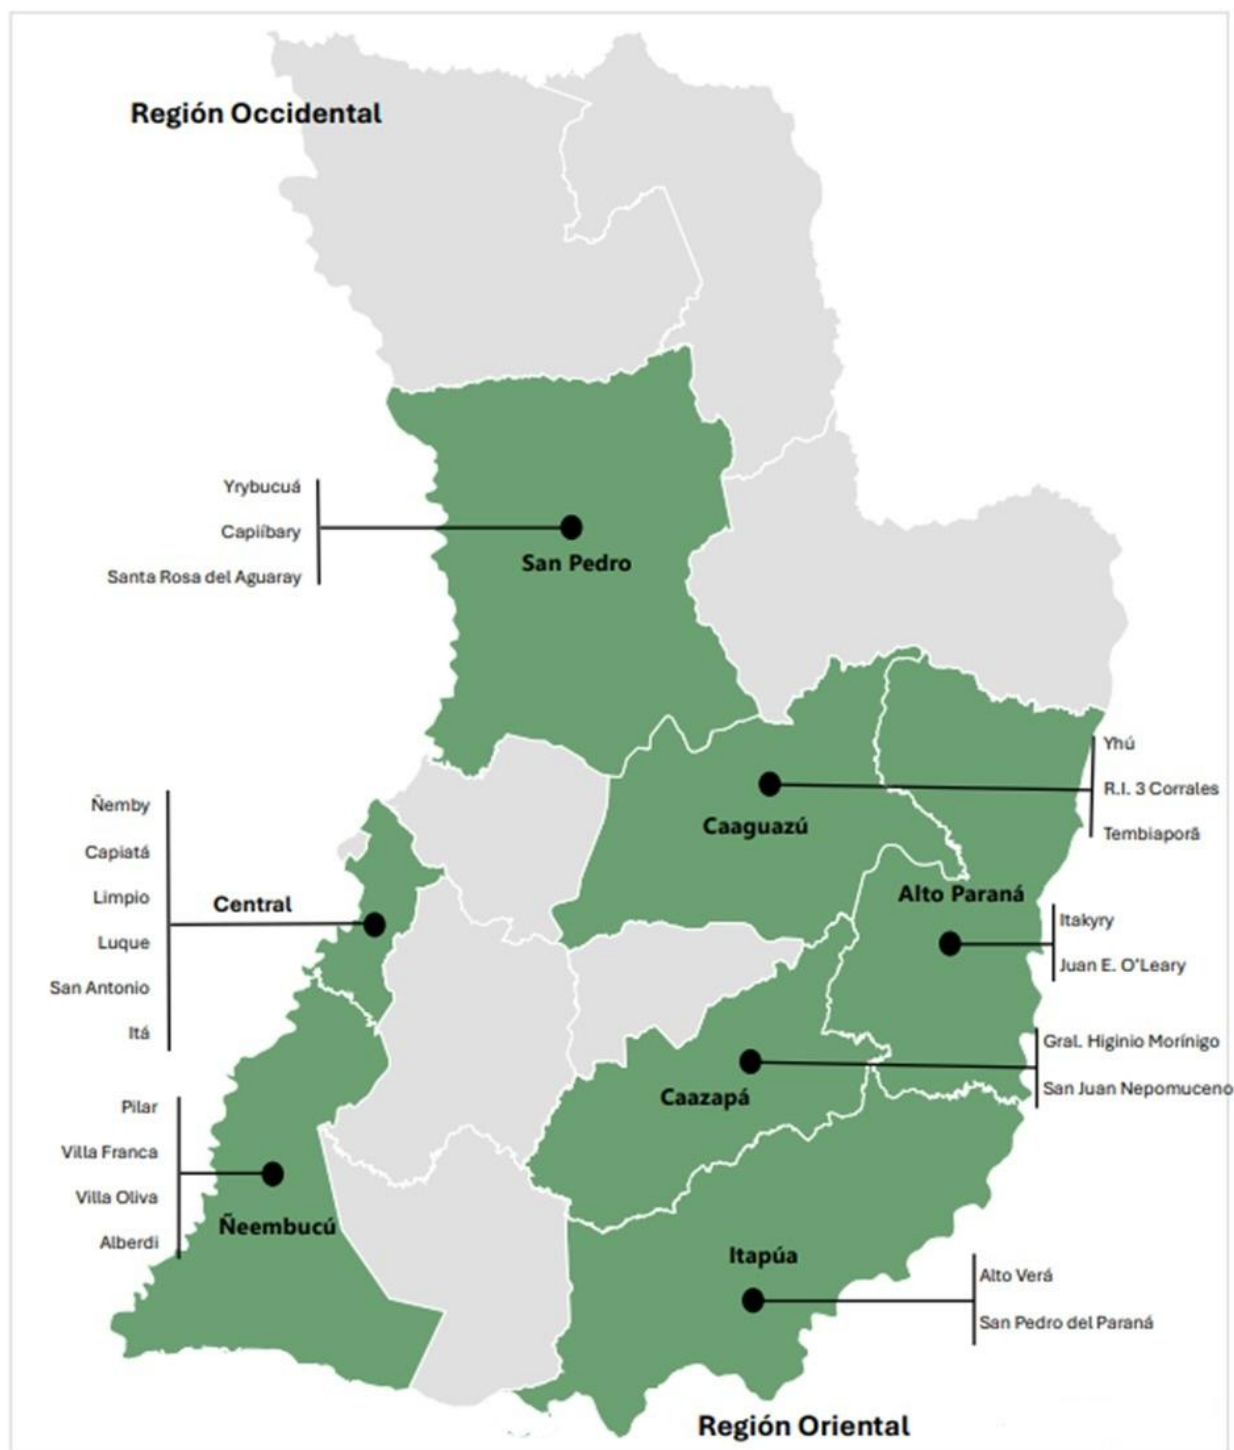 Región Occidental
Yrybucuá
Capiíbary
Santa Rosa del Aguaray
San Pedro
Yhú
R.I. 3 Corrales
Tembiaporã
Caaguazú
Ñemby
Capiatá
Limpio
Luque
San Antonio
Itá
Central
Alto Paraná
Itakyry
Juan E. O'Leary
Gral. Higinio Morínigo
San Juan Nepomuceno
Caazapá
Pilar
Villa Franca
Villa Oliva
Alberdi
Ñeembucú
Itapúa
Alto Verá
San Pedro del Paraná
Región Oriental